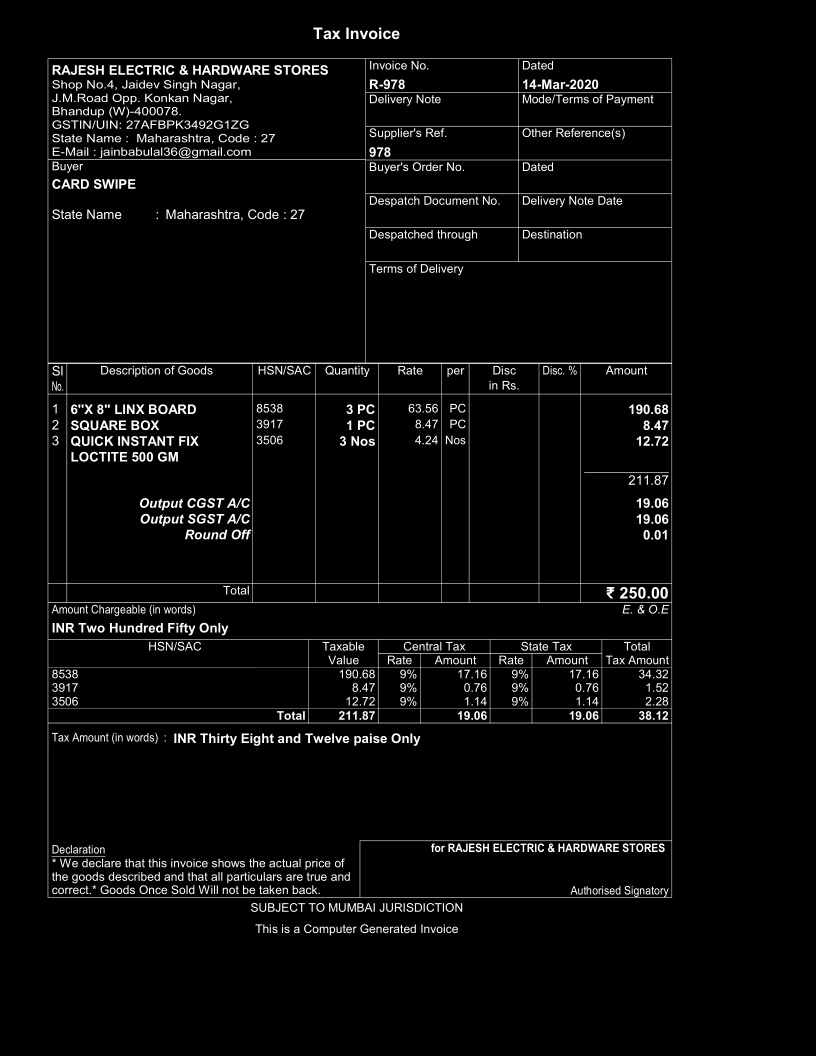 Tax Invoice
RAJESH ELECTRIC & HARDWARE STORES
Shop No.4, Jaidev Singh Nagar,
J.M.Road Opp. Konkan Nagar,
Bhandup (W)-400078.
GSTIN/UIN: 27AFBPK3492G1ZG
State Name : Maharashtra, Code : 27
E-Mail : jainbabulal36@gmail.com
Buyer
CARD SWIPE
State Name : Maharashtra, Code : 27
Invoice No. Dated
R-978 14-Mar-2020
Delivery Note Mode/Terms of Payment
Supplier's Ref. Other Reference(s)
978
Buyer's Order No. Dated
Despatch Document No. Delivery Note Date
Despatched through Destination
Terms of Delivery
Sl Description of Goods HSN/SAC Quantity Rate per Disc Disc. % Amount
No. in Rs.
1 6"X 8" LINX BOARD 8538 3 PC 63.56 PC 190.68
2 SQUARE BOX 3917 1 PC 8.47 PC 8.47
3 QUICK INSTANT FIX 3506 3 Nos 4.24 Nos 12.72
LOCTITE 500 GM
211.87
Output CGST A/C 19.06
Output SGST A/C 19.06
Round Off 0.01
Total ₹ 250.00
Amount Chargeable (in words) E. & O.E
INR Two Hundred Fifty Only
HSN/SAC Taxable Central Tax State Tax Total
Value Rate Amount Rate Amount Tax Amount
8538 190.68 9% 17.16 9% 17.16 34.32
3917 8.47 9% 0.76 9% 0.76 1.52
3506 12.72 9% 1.14 9% 1.14 2.28
Total 211.87 19.06 19.06 38.12
Tax Amount (in words) : INR Thirty Eight and Twelve paise Only
Declaration
* We declare that this invoice shows the actual price of
the goods described and that all particulars are true and
correct.* Goods Once Sold Will not be taken back.
for RAJESH ELECTRIC & HARDWARE STORES
Authorised Signatory
SUBJECT TO MUMBAI JURISDICTION
This is a Computer Generated Invoice